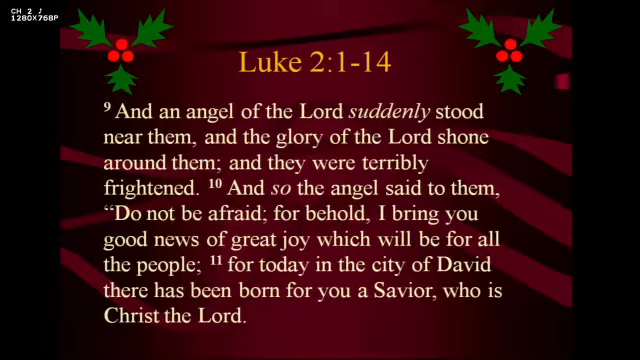 CH 2 ♪
1280X768P
Luke 2:1-14
9 And an angel of the Lord suddenly stood
near them, and the glory of the Lord shone
around them; and they were terribly
frightened. 10 And so the angel said to them,
“Do not be afraid; for behold, I bring you
good news of great joy which will be for all
the people; 11 for today in the city of David
there has been born for you a Savior, who is
Christ the Lord.